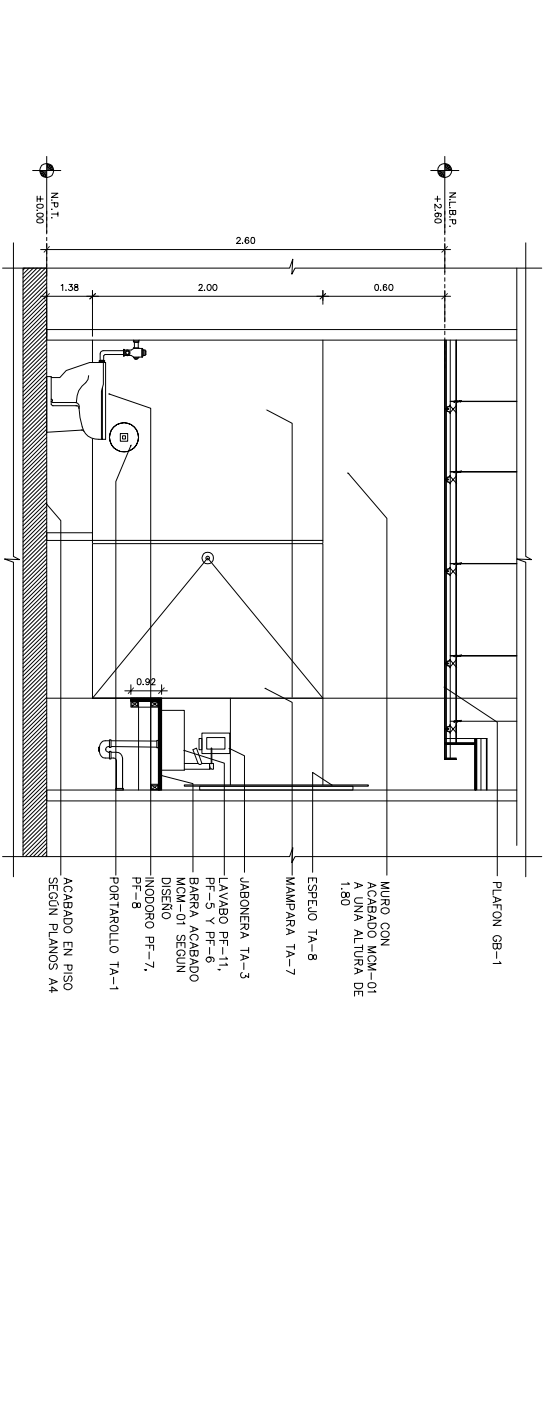 N.L.B.P.
+2.60
N.P.T.
±0.00
2.60
0.60
2.00
1.38
0.92
PLAFON GB-1
MURO CON
ACABADO MCM-01
A UNA ALTURA DE
1.80
ESPEJO TA-8
MAMPARA TA-7
JABONERA TA-3
LAVABO PF-11,
PF-5 Y PF-6
BARRA ACABADO
MCM-01 SEGUN
DISEÑO
INODORO PF-7,
PF-8
PORTAROLLO TA-1
ACABADO EN PISO
SEGUN PLANOS A4